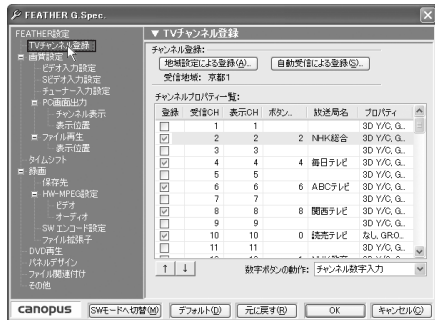 FEATHER G Spec.
FEATHER設定
TVチャンネル登録
画質設定
ビデオ入力設定
Sビデオ入力設定
チューナー入力設定
PC画面出力
チャンネル表示
表示位置
ファイル再生
表示位置
タイムシフト
録画
保存先
HW-MPEG設定
ビデオ
オーディオ
SWエンコード設定
ファイル拡張子
DVD再生
パネルデザイン
ファイル関連付け
その他
▼ TVチャンネル登録
チャンネル登録:
地域設定による登録(A)... 自動受信による登録(S)...
受信地域: 京都1
チャンネルプロパティ一覧:
登録 受信CH 表示CH ボタン... 放送局名 プロパティ
1 1 3D Y/C, G...
2 2 2 NHK総合 3D Y/C, G...
3 3 3D Y/C, G...
4 4 4 毎日テレビ 3D Y/C, G...
5 5 3D Y/C, G...
6 6 6 ABCテレビ 3D Y/C, G...
7 7 3D Y/C, G...
8 8 8 関西テレビ 3D Y/C, G...
9 9 3D Y/C, G...
10 10 0 読売テレビ なし, GRO...
11 11 3D Y/C, G...
↑ ↓ 数字ボタンの動作: チャンネル数字入力
canopus SWモードへ切替(M) デフォルト(D) 元に戻す(R) OK キャンセル(C)